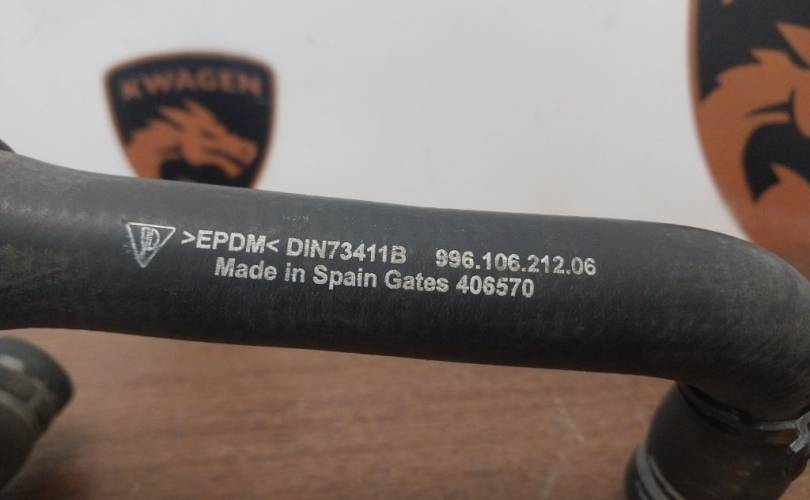 KWAGEN
>EPDM< DIN73411B 996.106.212.06
Made in Spain Gates 406570